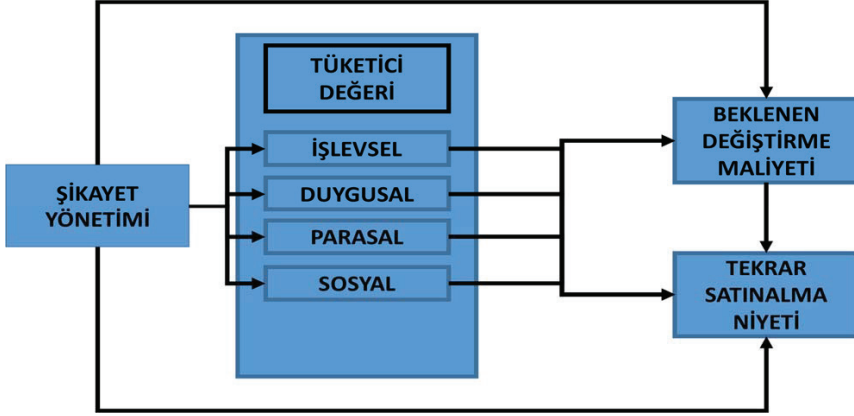 TÜKETİCİ
DEĞERİ
İŞLEVSEL
DUYGUSAL
PARASAL
SOSYAL
ŞİKAYET
YÖNETİMİ
BEKLENEN
DEĞİŞTİRME
MALİYETİ
TEKRAR
SATINALMA
NİYETİ